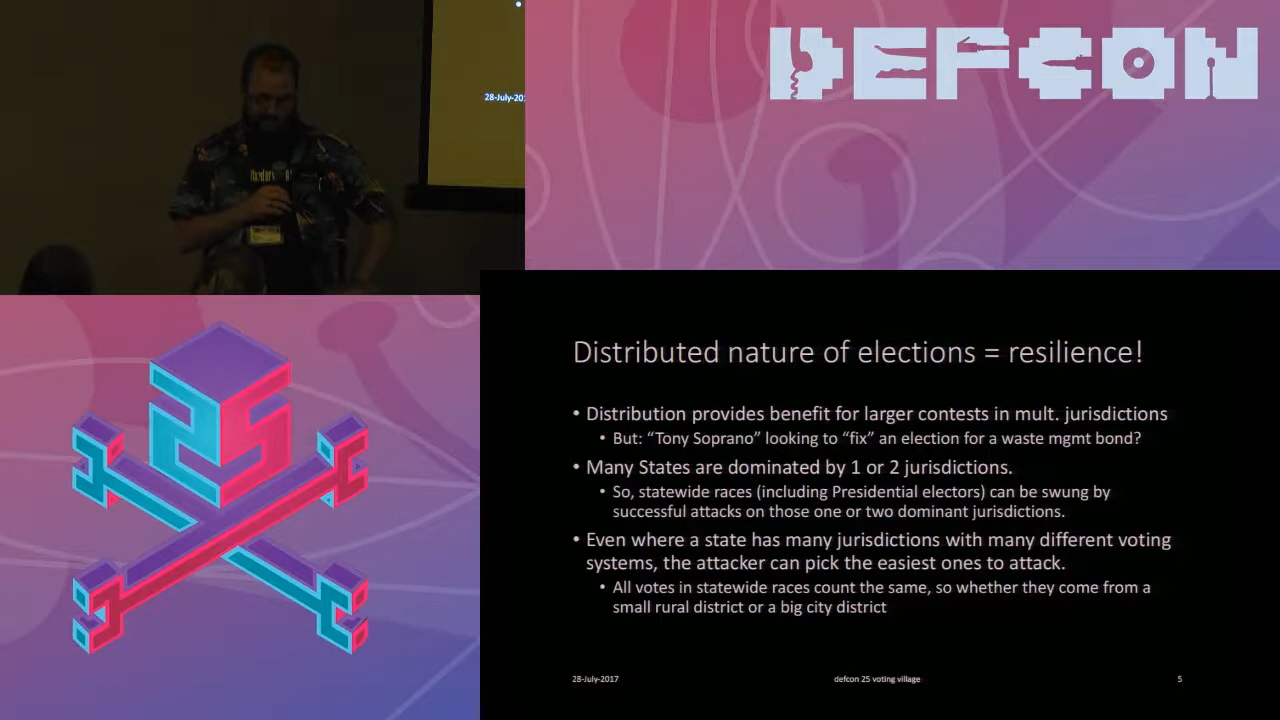 28-July-201
DEFCON
25
Distributed nature of elections = resilience!
• Distribution provides benefit for larger contests in mult. jurisdictions
• But: “Tony Soprano” looking to “fix” an election for a waste mgmt bond?
• Many States are dominated by 1 or 2 jurisdictions.
• So, statewide races (including Presidential electors) can be swung by
successful attacks on those one or two dominant jurisdictions.
• Even where a state has many jurisdictions with many different voting
systems, the attacker can pick the easiest ones to attack.
• All votes in statewide races count the same, so whether they come from a
small rural district or a big city district
28-July-2017
defcon 25 voting village
5